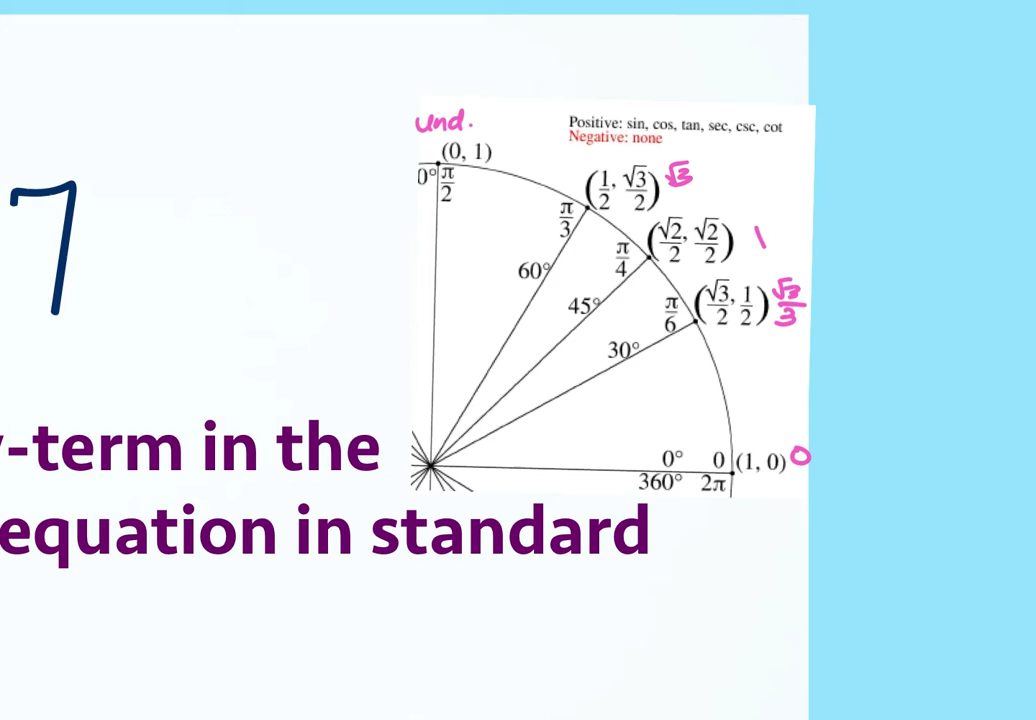 und.
Positive: sin, cos, tan, sec, csc, cot
Negative: none
(0, 1)
0° π/2
(1/2, √3/2) √3
π/3
(√2/2, √2/2) 1
π/4
60°
(√3/2, 1/2) √3/3
π/6
45°
30°
7
-term in the
0° 0 (1, 0) 0
360° 2π
equation in standard